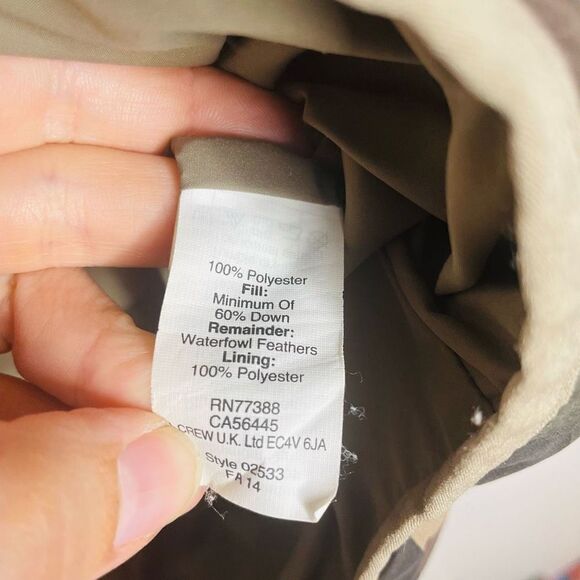 100% Polyester
Fill:
Minimum Of
60% Down
Remainder:
Waterfowl Feathers
Lining:
100% Polyester
RN77388
CA56445
CREW U.K. Ltd EC4V 6JA
Style 02533
FA 14